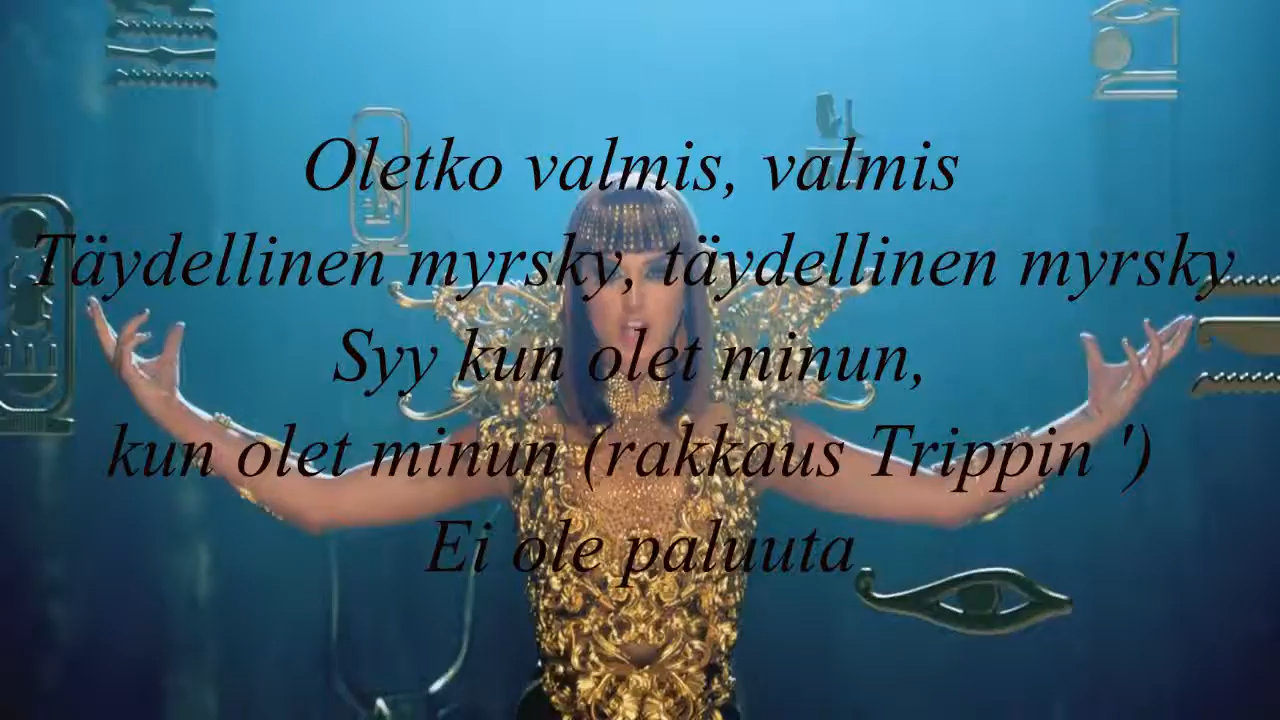 Oletko valmis, valmis
Täydellinen myrsky, täydellinen myrsky
Syy kun olet minun,
kun olet minun (rakkaus Trippin ')
Ei ole paluuta